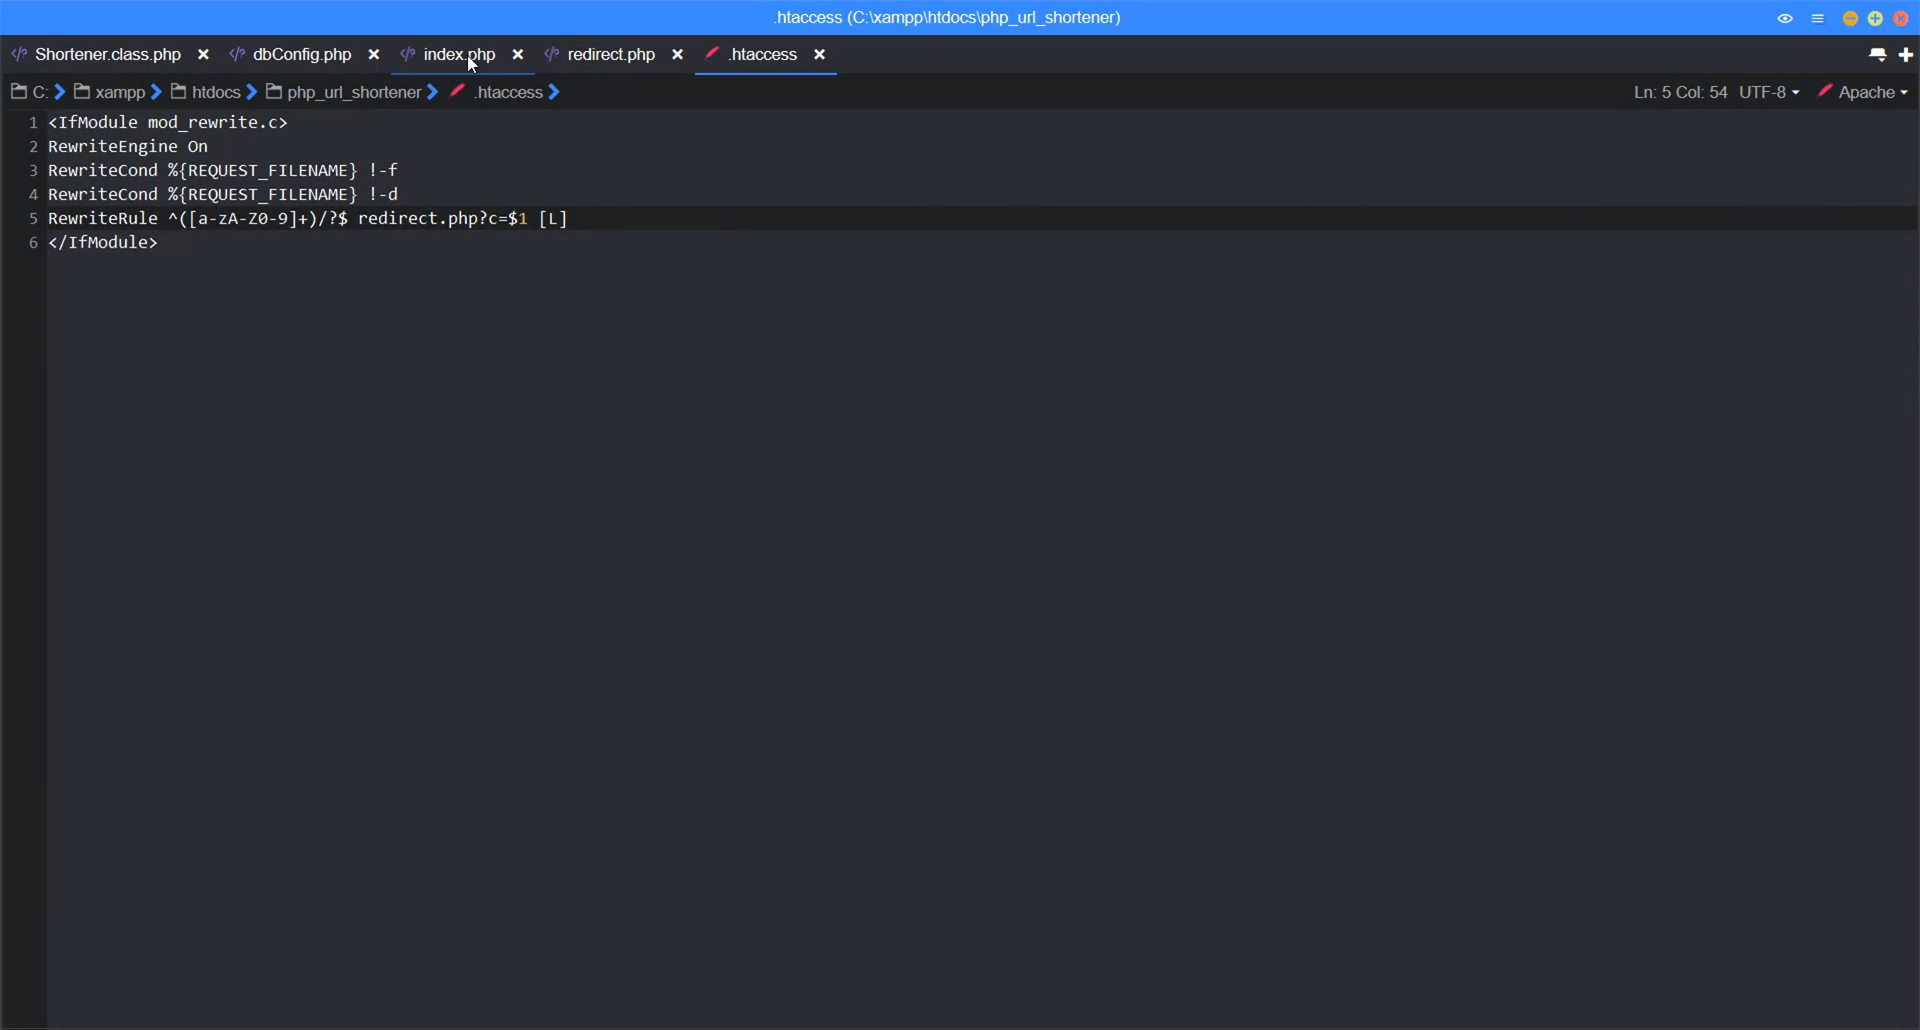 .htaccess (C:\xampp\htdocs\php_url_shortener)
Shortener.class.php dbConfig.php index.php redirect.php .htaccess
C: xampp htdocs php_url_shortener .htaccess Ln: 5 Col: 54 UTF-8 Apache
1 <IfModule mod_rewrite.c>
2 RewriteEngine On
3 RewriteCond %{REQUEST_FILENAME} !-f
4 RewriteCond %{REQUEST_FILENAME} !-d
5 RewriteRule ^([a-zA-Z0-9]+)/?$ redirect.php?c=$1 [L]
6 </IfModule>